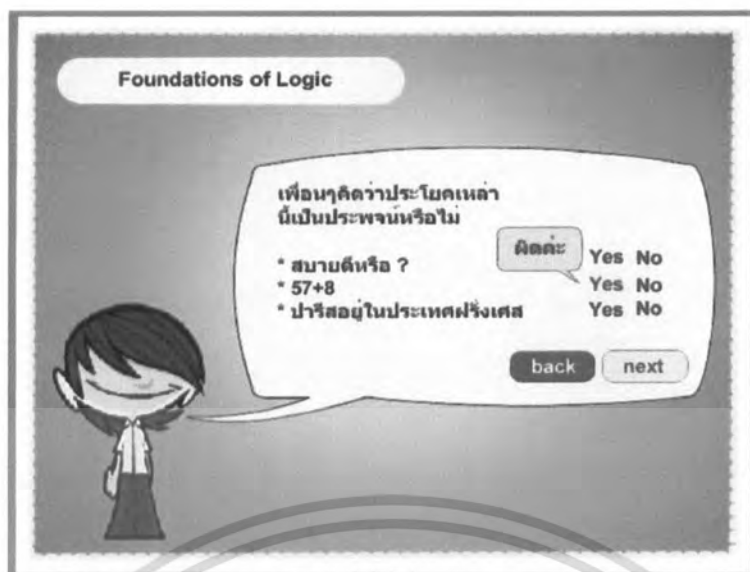 Foundations of Logic
เพื่อนๆคิดว่าประโยคเหล่า
นี้เป็นประพจน์หรือไม่
ผิดค่ะ
* สบายดีหรือ ? Yes No
* 57+8 Yes No
* ปารีสอยู่ในประเทศฝรั่งเศส Yes No
back next